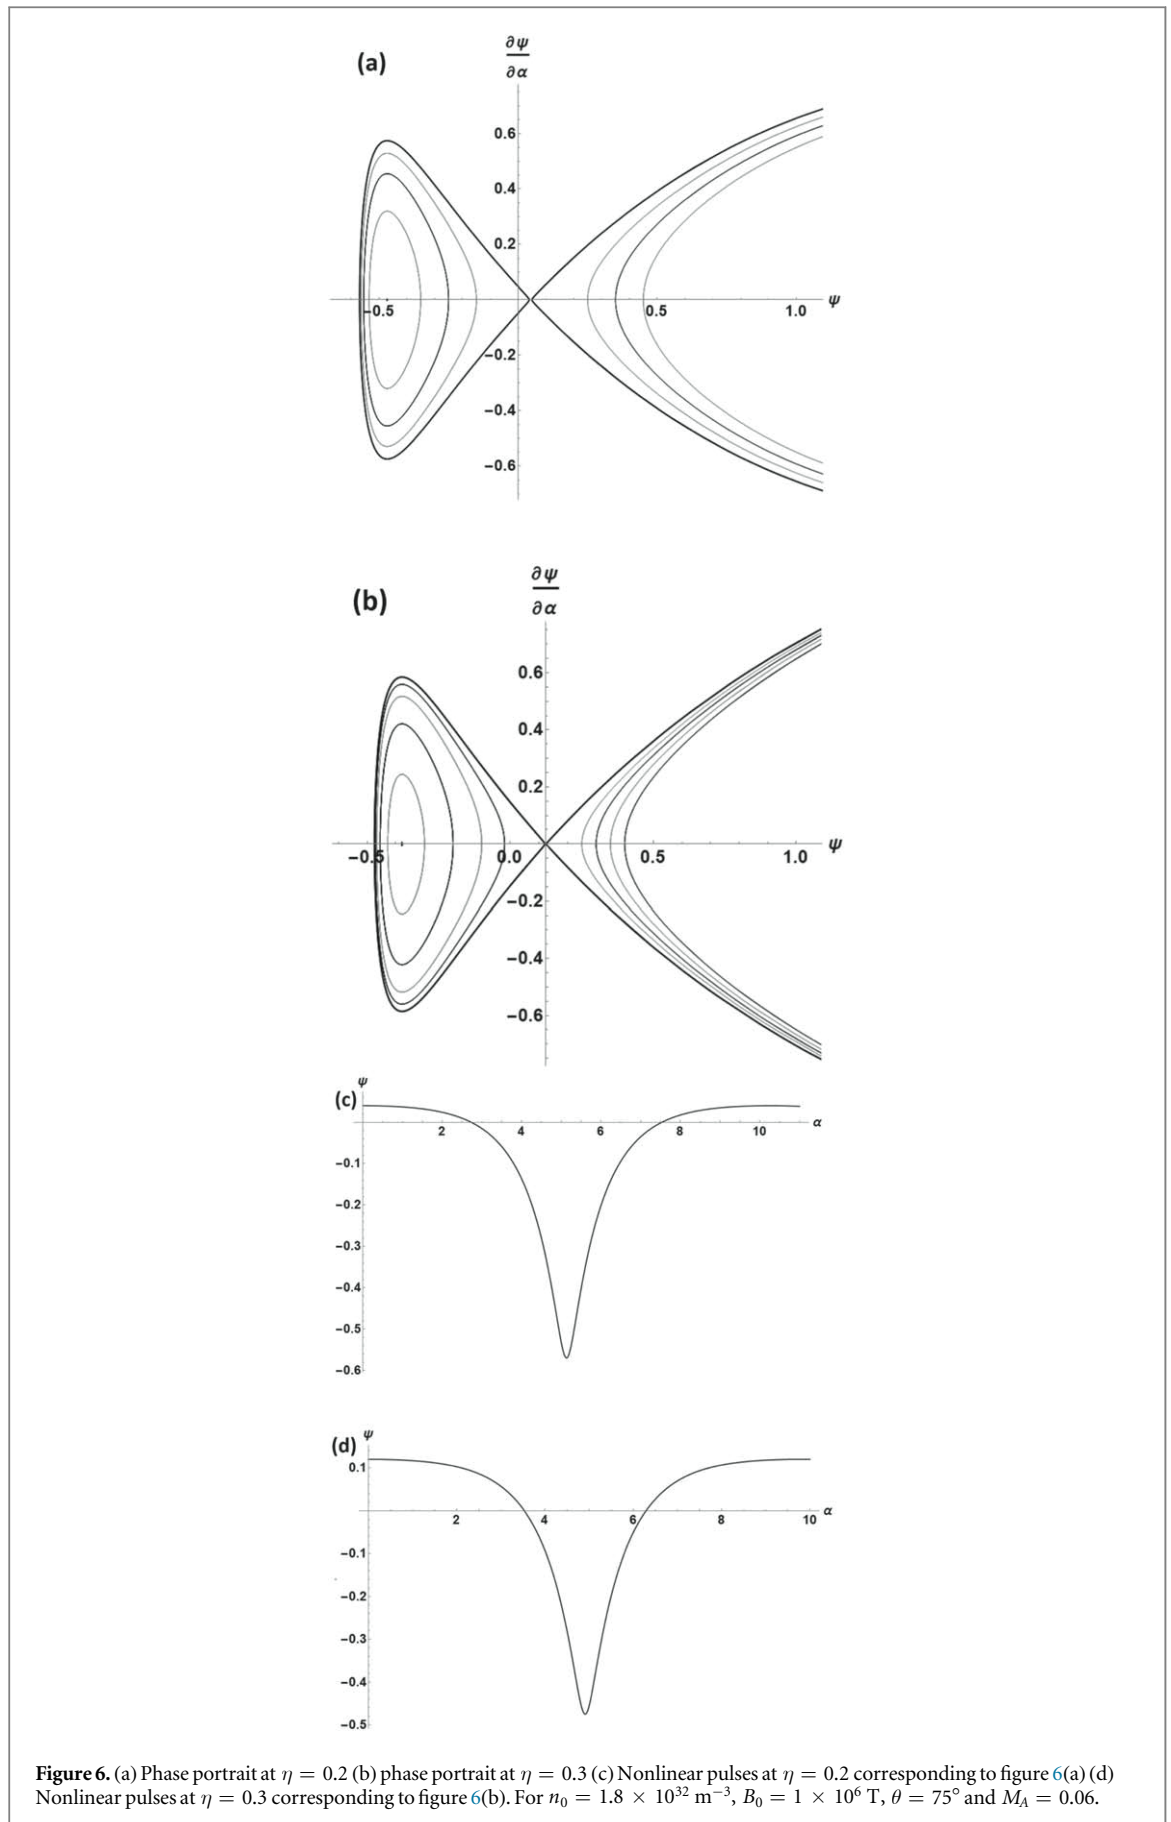 (a)
∂ψ
∂α
0.6
0.4
0.2
−0.5 0.5 1.0 ψ
−0.2
−0.4
−0.6
(b)
∂ψ
∂α
0.6
0.4
0.2
−0.5 0.0 0.5 1.0 ψ
−0.2
−0.4
−0.6
(c) ψ
2 4 6 8 10 α
−0.1
−0.2
−0.3
−0.4
−0.5
−0.6
(d) ψ
0.1
2 4 6 8 10 α
−0.1
−0.2
−0.3
−0.4
−0.5
Figure 6. (a) Phase portrait at η = 0.2 (b) phase portrait at η = 0.3 (c) Nonlinear pulses at η = 0.2 corresponding to figure 6(a) (d)
Nonlinear pulses at η = 0.3 corresponding to figure 6(b). For n₀ = 1.8 × 10³² m⁻³, B₀ = 1 × 10⁶ T, θ = 75° and M_A = 0.06.